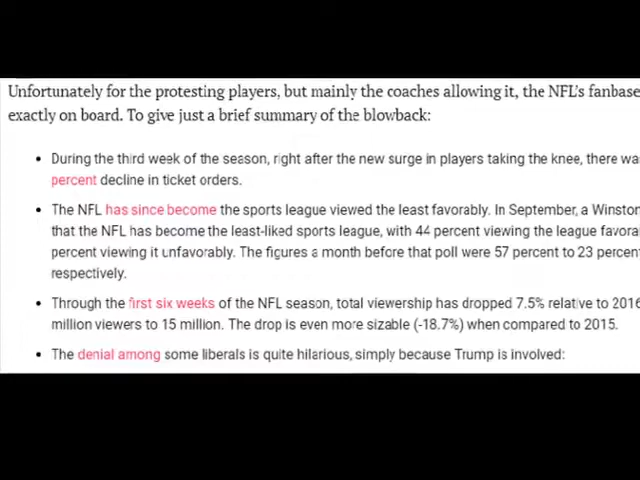 Unfortunately for the protesting players, but mainly the coaches allowing it, the NFL's fanbase
exactly on board. To give just a brief summary of the blowback:
• During the third week of the season, right after the new surge in players taking the knee, there wa
percent decline in ticket orders.
• The NFL has since become the sports league viewed the least favorably. In September, a Winston
that the NFL has become the least-liked sports league, with 44 percent viewing the league favora
percent viewing it unfavorably. The figures a month before that poll were 57 percent to 23 percen
respectively.
• Through the first six weeks of the NFL season, total viewership has dropped 7.5% relative to 2016
million viewers to 15 million. The drop is even more sizable (-18.7%) when compared to 2015.
• The denial among some liberals is quite hilarious, simply because Trump is involved: